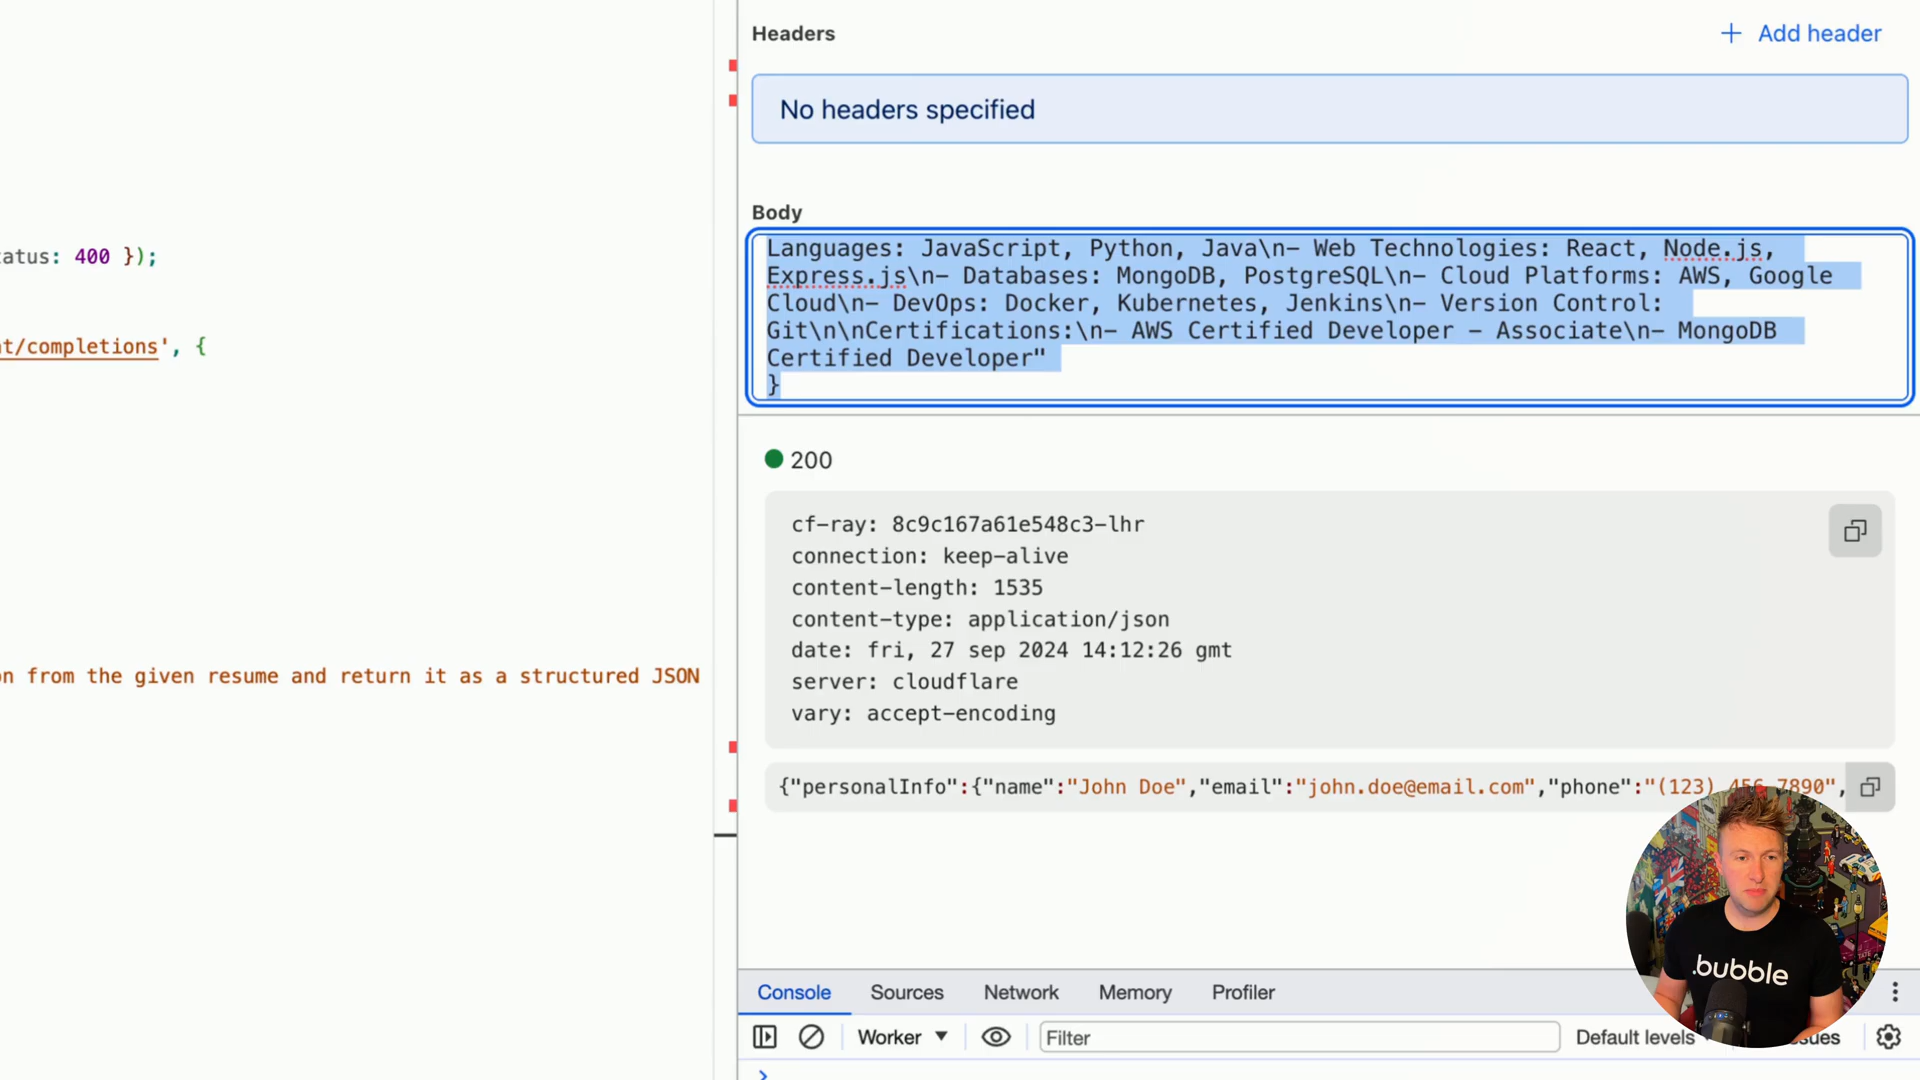 Headers
+ Add header
No headers specified
Body
Languages: JavaScript, Python, Java\n– Web Technologies: React, Node.js,
Express.js\n– Databases: MongoDB, PostgreSQL\n– Cloud Platforms: AWS, Google
Cloud\n– DevOps: Docker, Kubernetes, Jenkins\n– Version Control:
Git\n\nCertifications:\n– AWS Certified Developer – Associate\n– MongoDB
Certified Developer"
}
atus: 400 });
t/completions', {
n from the given resume and return it as a structured JSON
200
cf-ray: 8c9c167a61e548c3-lhr
connection: keep-alive
content-length: 1535
content-type: application/json
date: fri, 27 sep 2024 14:12:26 gmt
server: cloudflare
vary: accept-encoding
{"personalInfo":{"name":"John Doe","email":"john.doe@email.com","phone":"(123) 456-7890",
.bubble
Console Sources Network Memory Profiler
Worker Filter Default levels